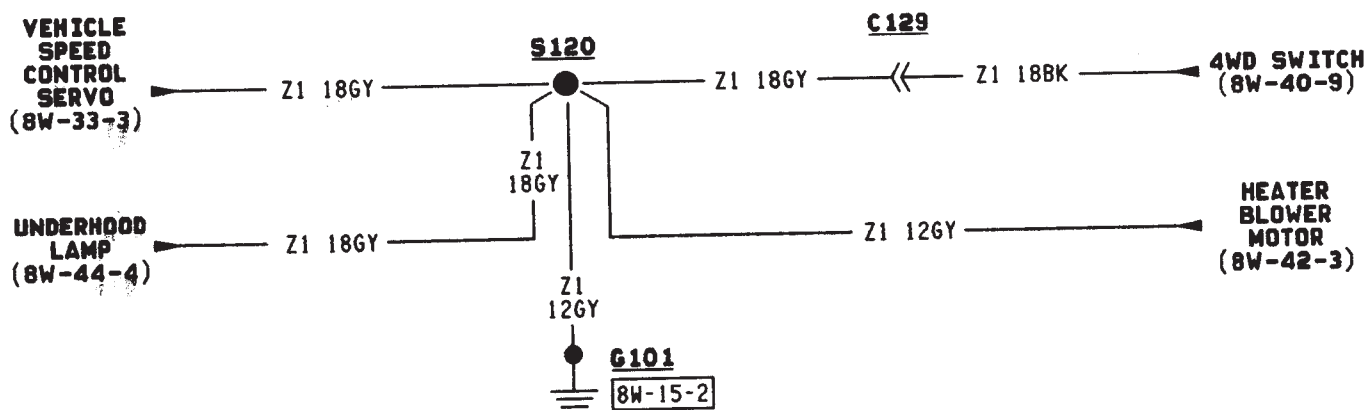 VEHICLE
SPEED
CONTROL
SERVO
(8W-33-3)
Z1 18GY
S120
Z1 18GY
C129
Z1 18BK
4WD SWITCH
(8W-40-9)
Z1
18GY
UNDERHOOD
LAMP
(8W-44-4)
Z1 18GY
Z1 12GY
HEATER
BLOWER
MOTOR
(8W-42-3)
Z1
12GY
G101
8W-15-2